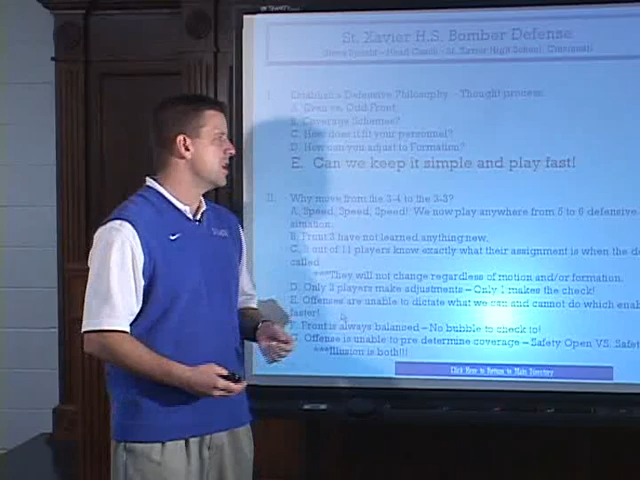 St. Xavier H.S. Bomber Defense
Head Coach - St. Xavier High School, Cincinnati
I. Establish a Defensive Philosophy - Thought process.
A. Even vs. Odd Front.
B. Coverage Schemes?
C. How does it fit your personnel?
D. How can you adjust to Formation?
E. Can we keep it simple and play fast!
II. Why move from the 3-4 to the 3-3?
A. Speed, Speed, Speed! We now play anywhere from 5 to 6 defensive
situation.
B. Front 3 have not learned anything new.
C. out of 11 players know exactly what their assignment is when the
called
***They will not change regardless of motion and/or formation.
D. Only 3 players make adjustments - Only 1 makes the check!
E. Offenses are unable to dictate what we can and cannot do which
faster!
F. Front is always balanced - No bubble to check to!
G. Offense is unable to pre determine coverage - Safety Open VS. Safet
***Illusion is both!!!
Click Here to Return to Main Directory